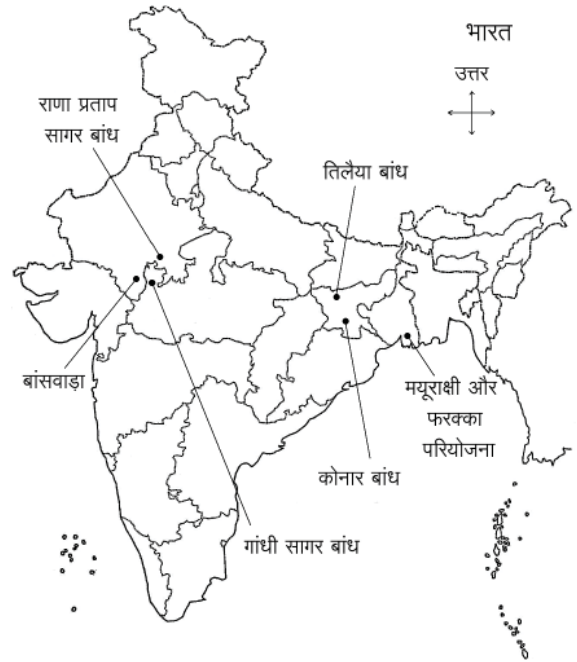 भारत
उत्तर
राणा प्रताप
सागर बांध
तिलैया बांध
बांसवाड़ा
मयूराक्षी और
फरक्का
परियोजना
कोनार बांध
गांधी सागर बांध